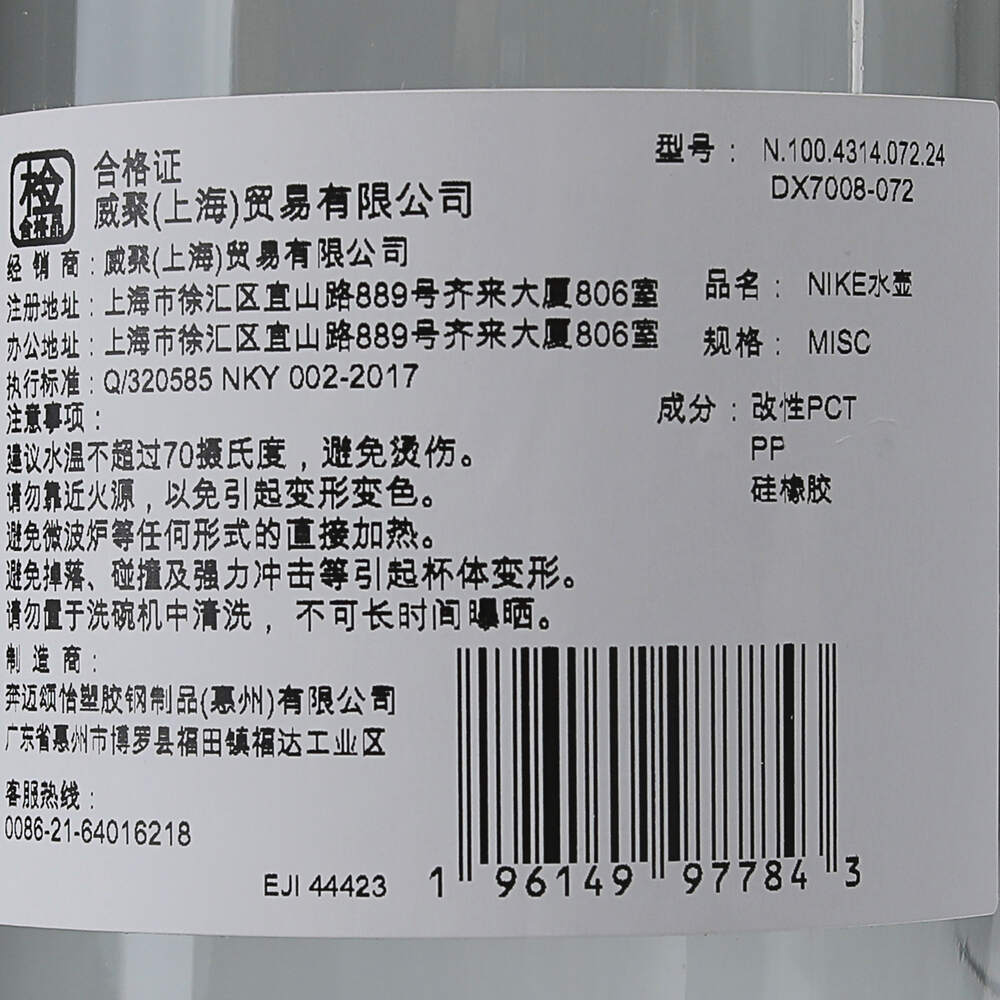 检
合格品
合格证
威聚(上海)贸易有限公司
经 销 商：威聚(上海)贸易有限公司
注册地址：上海市徐汇区宜山路889号齐来大厦806室
办公地址：上海市徐汇区宜山路889号齐来大厦806室
执行标准：Q/320585 NKY 002-2017
注意事项：
建议水温不超过70摄氏度，避免烫伤。
请勿靠近火源，以免引起变形变色。
避免微波炉等任何形式的直接加热。
避免掉落、碰撞及强力冲击等引起杯体变形。
请勿置于洗碗机中清洗，不可长时间曝晒。
制 造 商：
奔迈颂怡塑胶钢制品(惠州)有限公司
广东省惠州市博罗县福田镇福达工业区
客服热线：
0086-21-64016218
EJI 44423
型号： N.100.4314.072.24
DX7008-072
品名： NIKE水壶
规格： MISC
成分：改性PCT
PP
硅橡胶
1 96149 97784 3